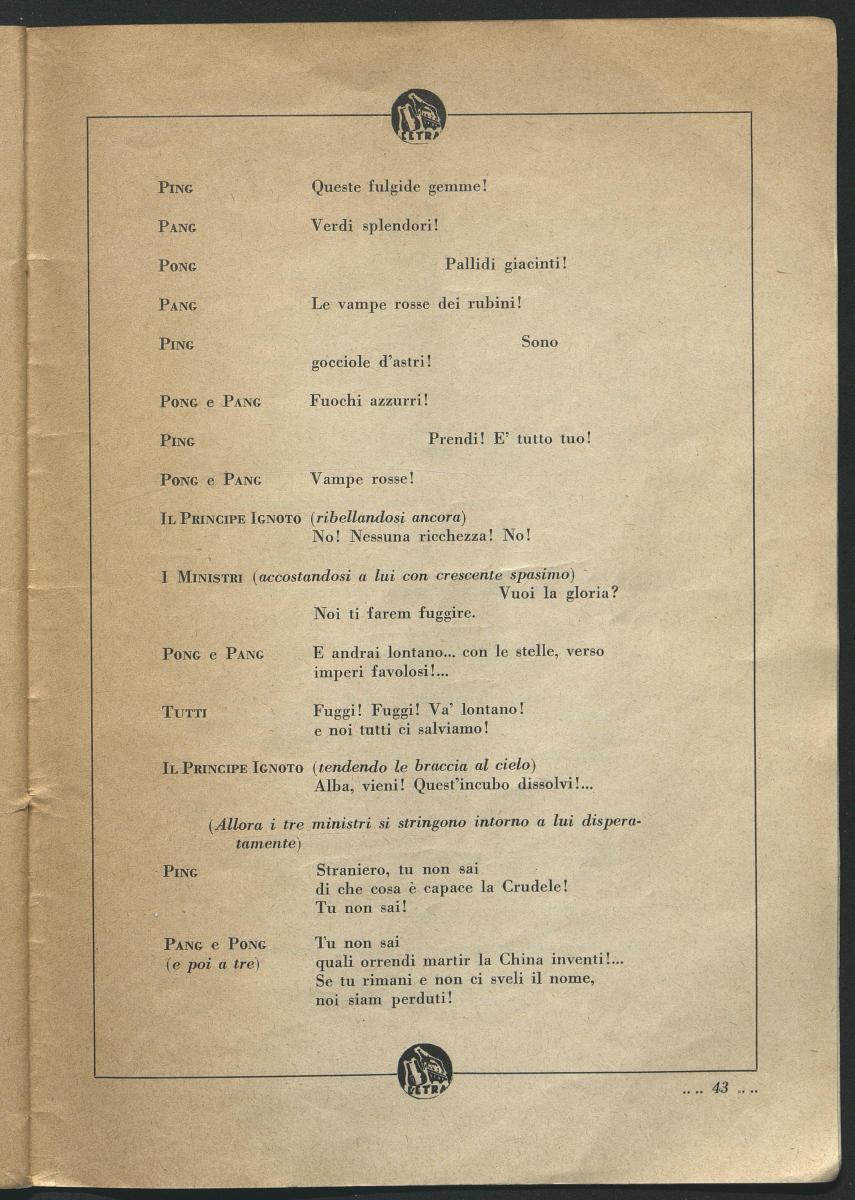 LETRA
PING Queste fulgide gemme!
PANG Verdi splendori!
PONG Pallidi giacinti!
PANG Le vampe rosse dei rubini!
PING Sono
gocciole d'astri!
PONG e PANG Fuochi azzurri!
PING Prendi! E' tutto tuo!
PONG e PANG Vampe rosse!
IL PRINCIPE IGNOTO (ribellandosi ancora)
No! Nessuna ricchezza! No!
I MINISTRI (accostandosi a lui con crescente spasimo)
Vuoi la gloria?
Noi ti farem fuggire.
PONG e PANG E andrai lontano... con le stelle, verso
imperi favolosi!...
TUTTI Fuggi! Fuggi! Va' lontano!
e noi tutti ci salviamo!
IL PRINCIPE IGNOTO (tendendo le braccia al cielo)
Alba, vieni! Quest'incubo dissolvi!...
(Allora i tre ministri si stringono intorno a lui dispera-
tamente)
PING Straniero, tu non sai
di che cosa è capace la Crudele!
Tu non sai!
PANG e PONG Tu non sai
(e poi a tre) quali orrendi martir la China inventi!...
Se tu rimani e non ci sveli il nome,
noi siam perduti!
LETRA
.. .. 43 .. ..